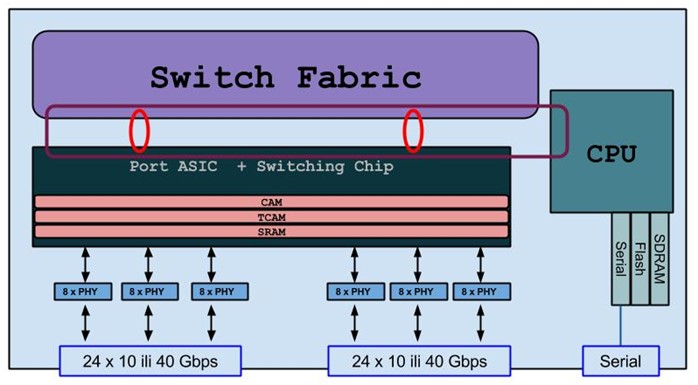 Switch Fabric
CPU
Port ASIC + Switching Chip
CAM
TCAM
SRAM
Serial
Flash
SDRAM
8 x PHY
8 x PHY
8 x PHY
8 x PHY
8 x PHY
8 x PHY
24 x 10 ili 40 Gbps
24 x 10 ili 40 Gbps
Serial